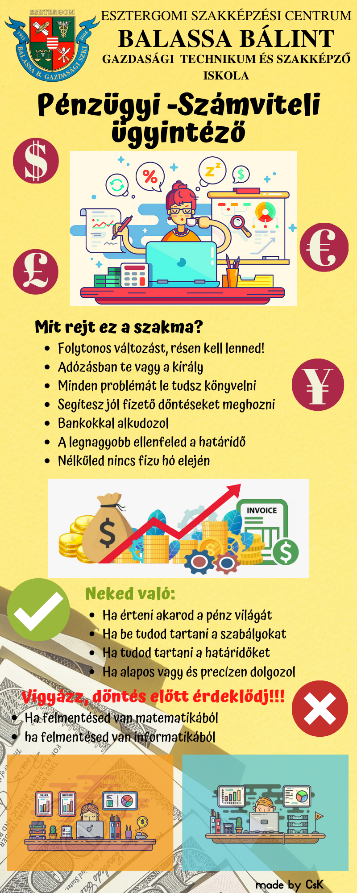 ESZTERGOM
BALASSA B. GAZDASÁGI SZKI
ESZTERGOMI SZAKKÉPZÉSI CENTRUM
BALASSA BÁLINT
GAZDASÁGI TECHNIKUM ÉS SZAKKÉPZŐ
ISKOLA
Pénzügyi -Számviteli
ügyintéző
$
%
z z
$
£
€
Mit rejt ez a szakma?
• Folytonos változást, résen kell lenned!
• Adózásban te vagy a király
• Minden problémát le tudsz könyvelni
• Segítesz jól fizető döntéseket meghozni
• Bankokkal alkudozol
• A legnagyobb ellenfeled a határidő
• Nélküled nincs fizu hó elején
¥
$
INVOICE
$
Neked való:
• Ha érteni akarod a pénz világát
• Ha be tudod tartani a szabályokat
• Ha tudod tartani a határidőket
• Ha alapos vagy és precízen dolgozol
Vigyázz, döntés előtt érdeklődj!!!
• Ha felmentésed van matematikából
• ha felmentésed van informatikából
made by CsK